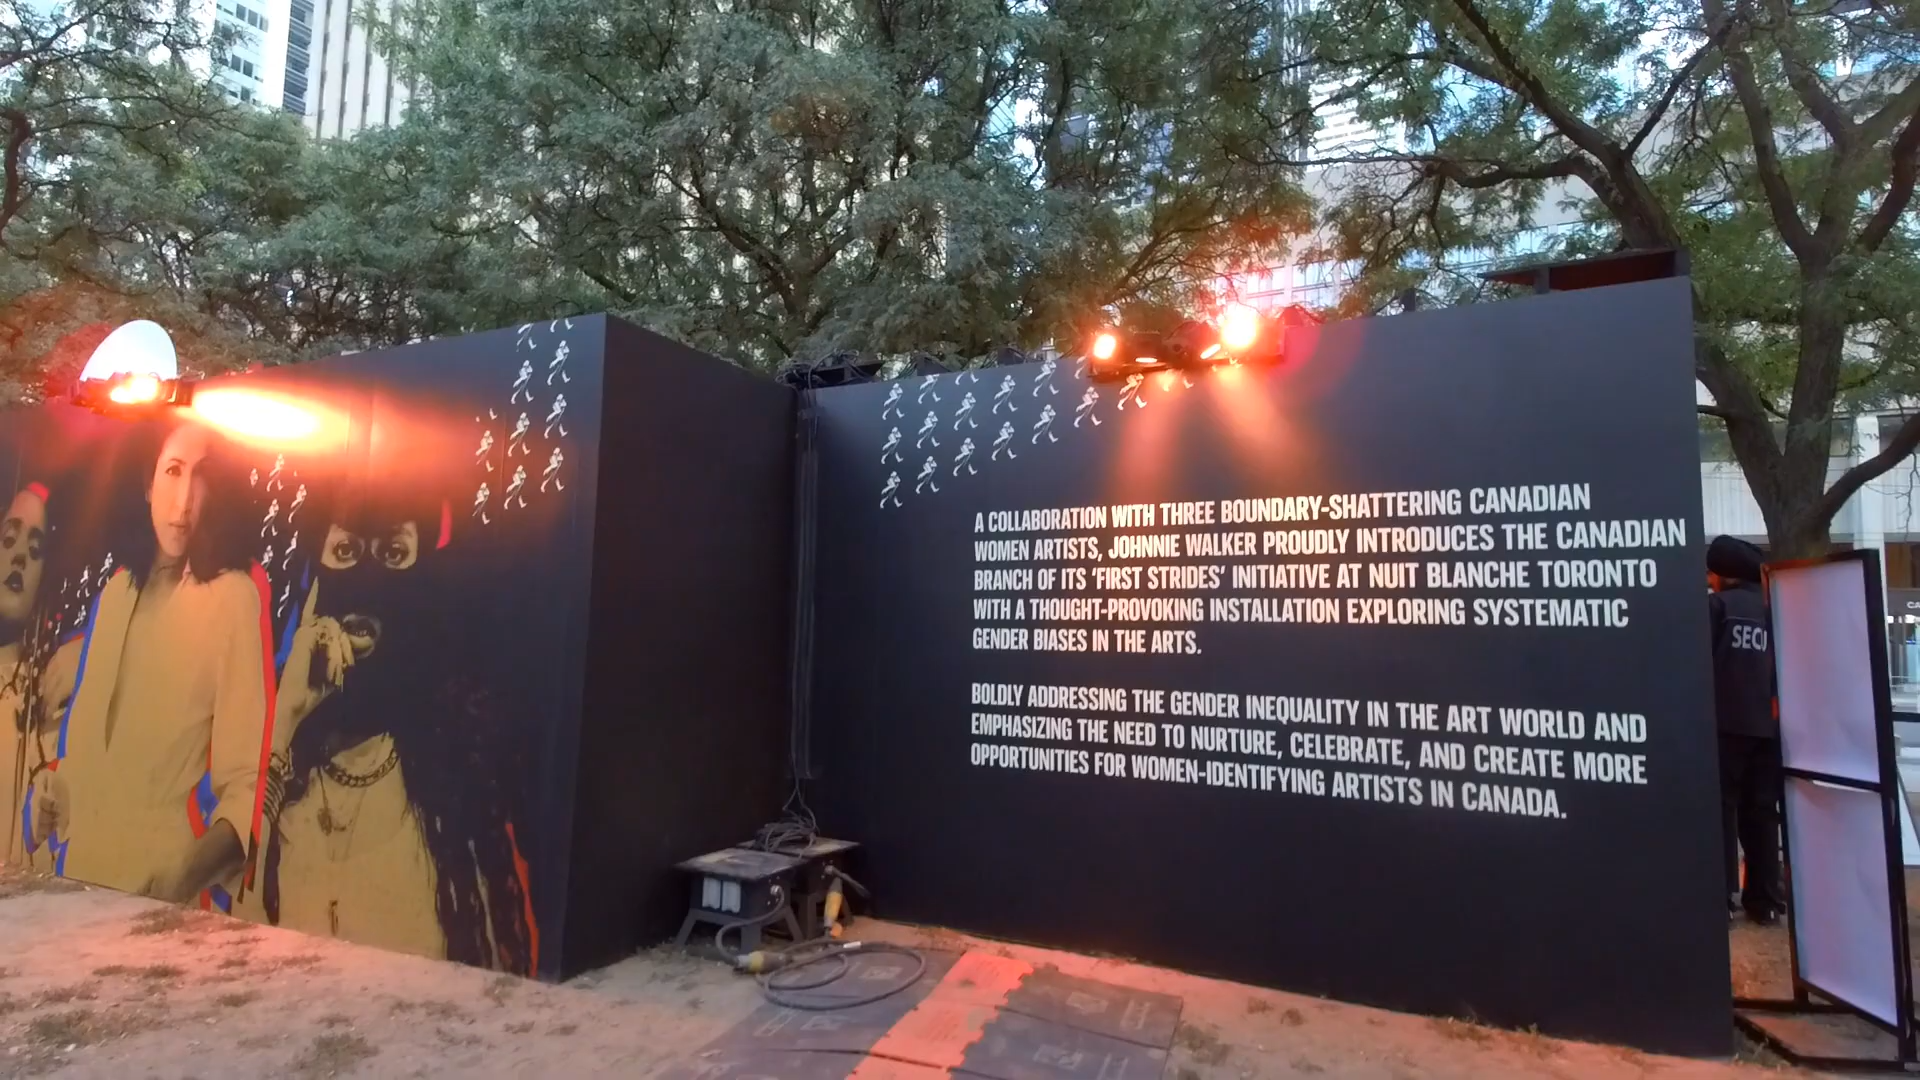 A COLLABORATION WITH THREE BOUNDARY-SHATTERING CANADIAN
WOMEN ARTISTS, JOHNNIE WALKER PROUDLY INTRODUCES THE CANADIAN
BRANCH OF ITS ‘FIRST STRIDES’ INITIATIVE AT NUIT BLANCHE TORONTO
WITH A THOUGHT-PROVOKING INSTALLATION EXPLORING SYSTEMATIC
GENDER BIASES IN THE ARTS.
BOLDLY ADDRESSING THE GENDER INEQUALITY IN THE ART WORLD AND
EMPHASIZING THE NEED TO NURTURE, CELEBRATE, AND CREATE MORE
OPPORTUNITIES FOR WOMEN-IDENTIFYING ARTISTS IN CANADA.
SECU